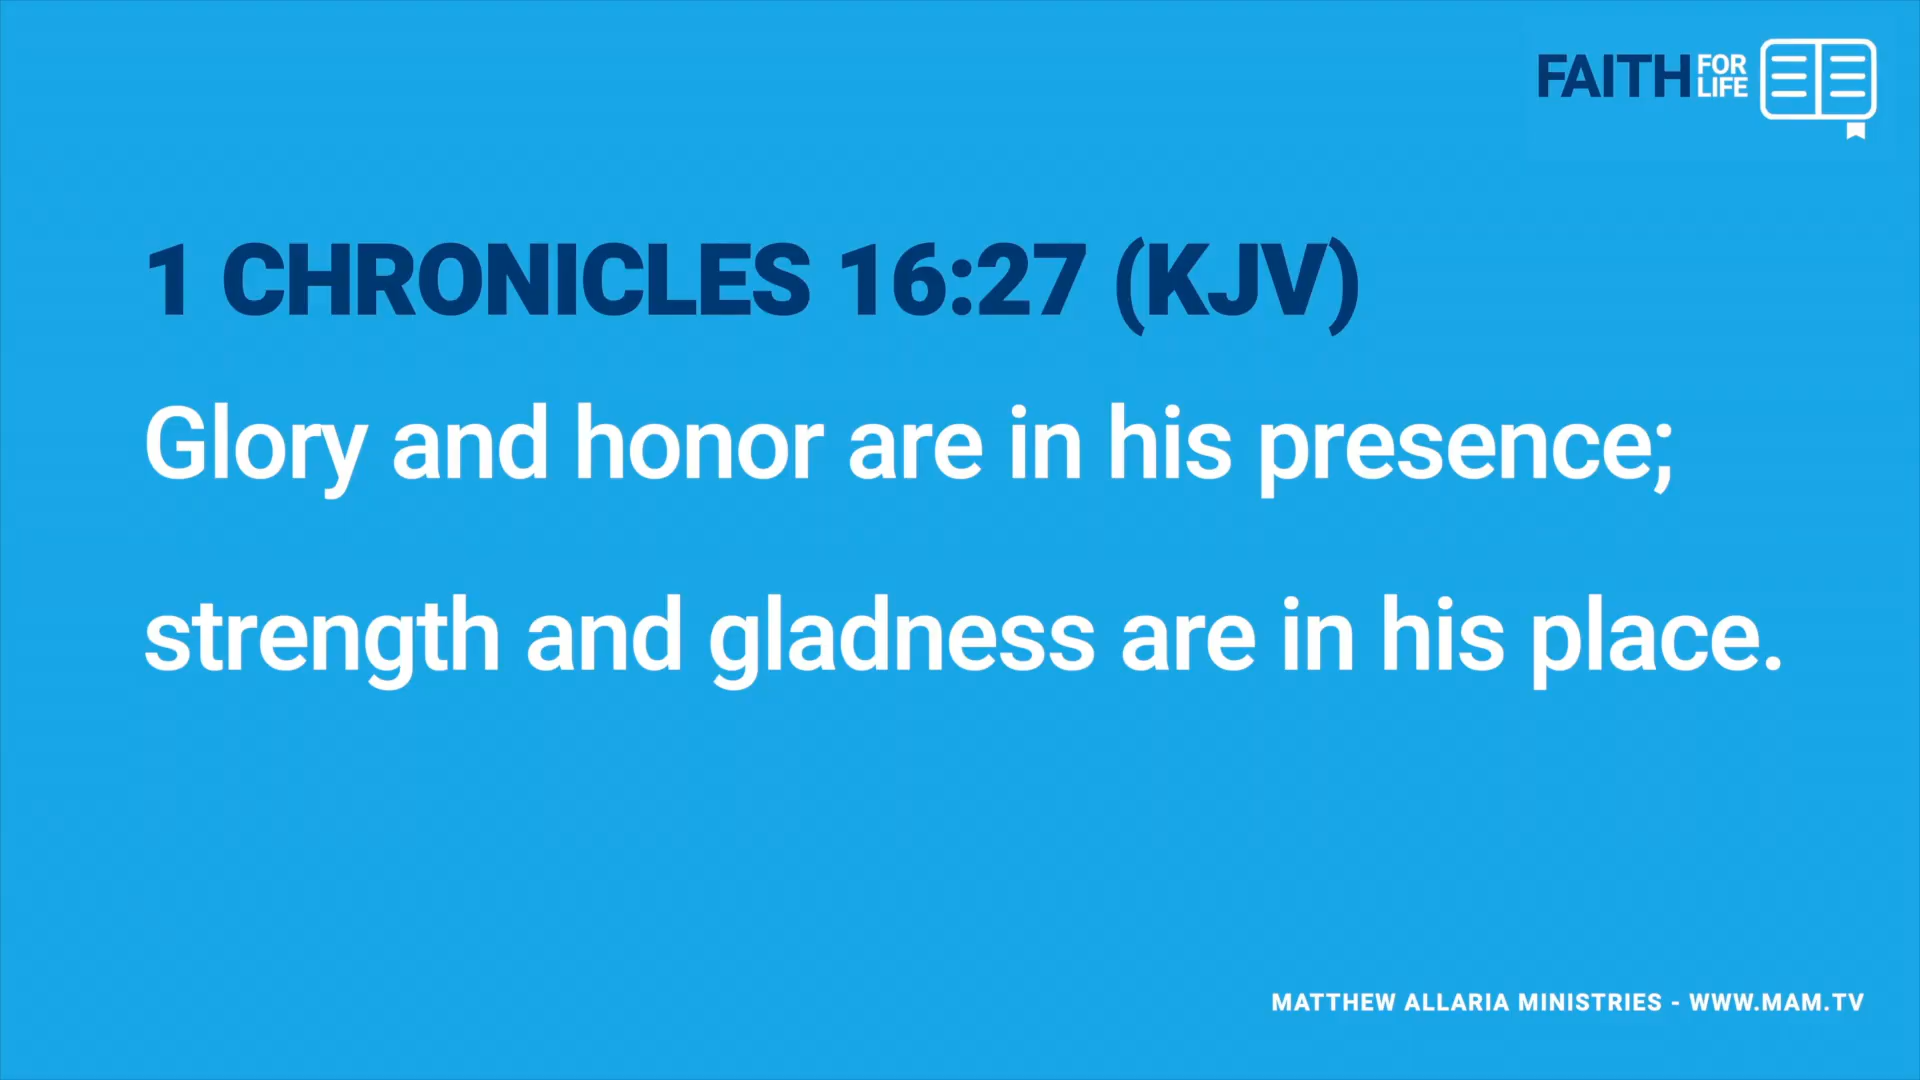 FAITH FOR LIFE
1 CHRONICLES 16:27 (KJV)
Glory and honor are in his presence;
strength and gladness are in his place.
MATTHEW ALLARIA MINISTRIES - WWW.MAM.TV